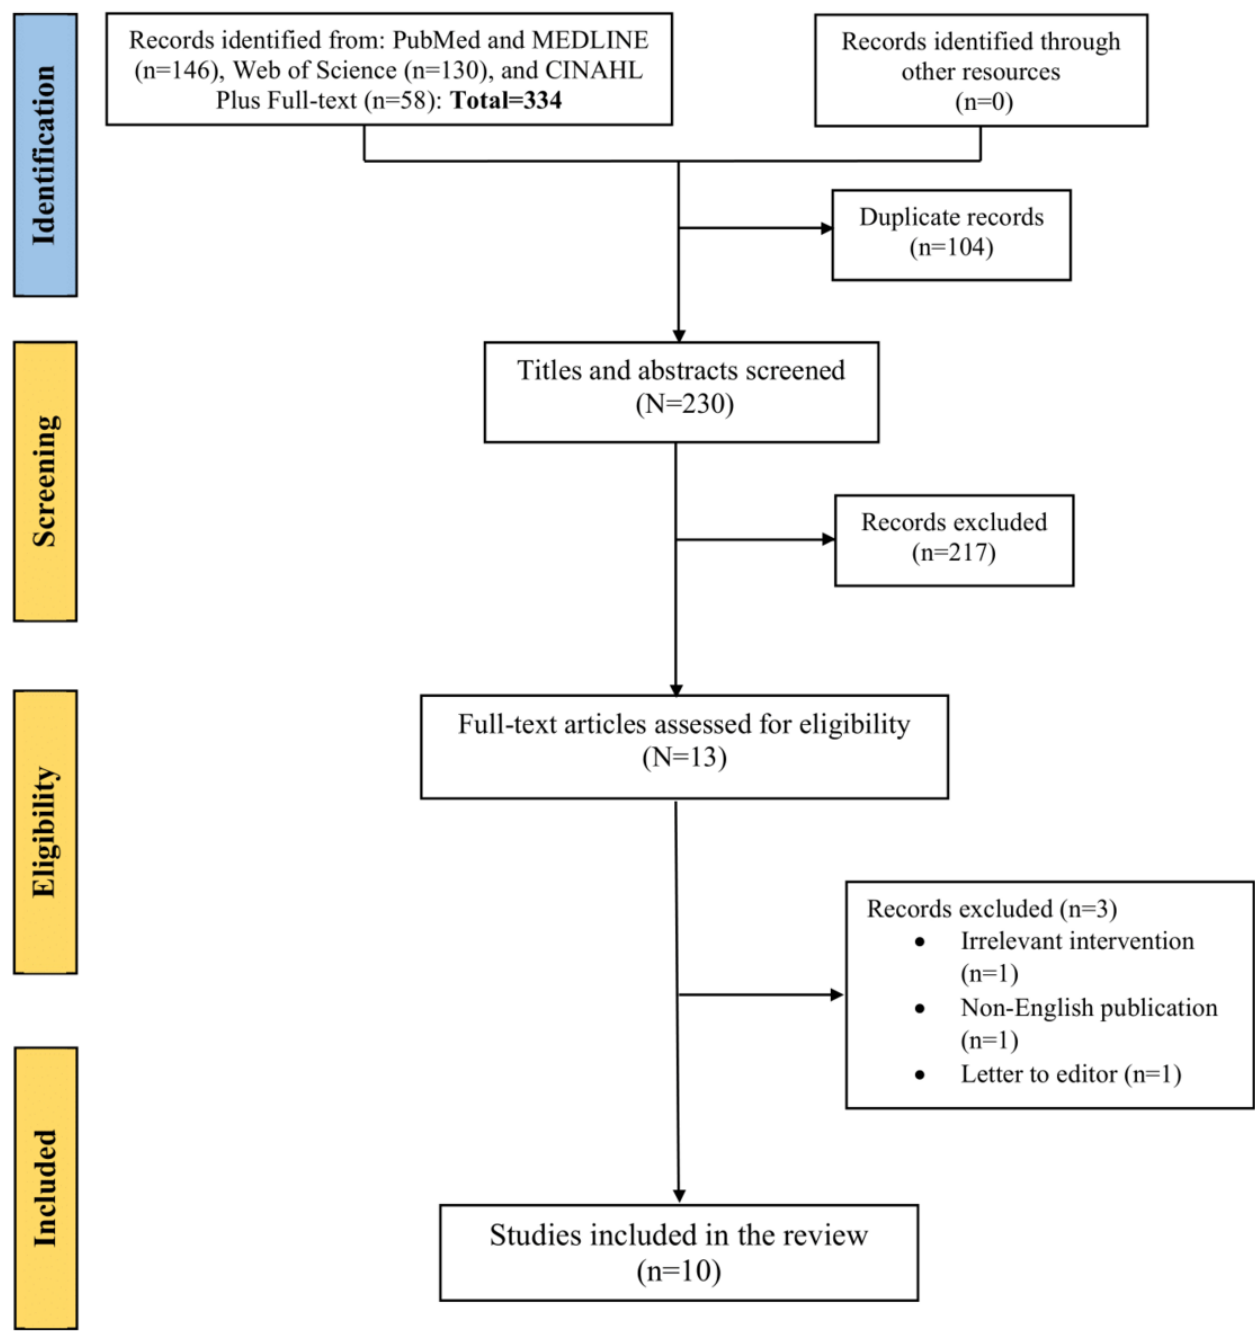 Identification
Records identified from: PubMed and MEDLINE
(n=146), Web of Science (n=130), and CINAHL
Plus Full-text (n=58): Total=334
Records identified through
other resources
(n=0)
Duplicate records
(n=104)
Screening
Titles and abstracts screened
(N=230)
Records excluded
(n=217)
Eligibility
Full-text articles assessed for eligibility
(N=13)
Records excluded (n=3)
• Irrelevant intervention
(n=1)
• Non-English publication
(n=1)
• Letter to editor (n=1)
Included
Studies included in the review
(n=10)